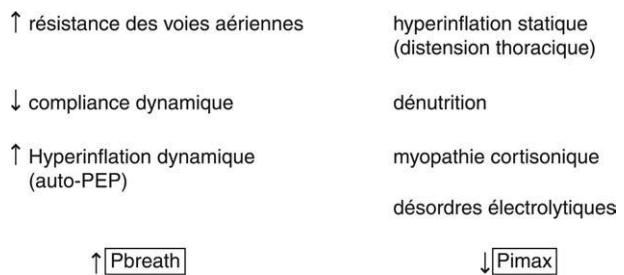 ↑ résistance des voies aériennes
hyperinflation statique
(distension thoracique)
↓ compliance dynamique
dénutrition
↑ Hyperinflation dynamique
(auto-PEP)
myopathie cortisonique
désordres électrolytiques
↑ Pbreath
↓ Pimax